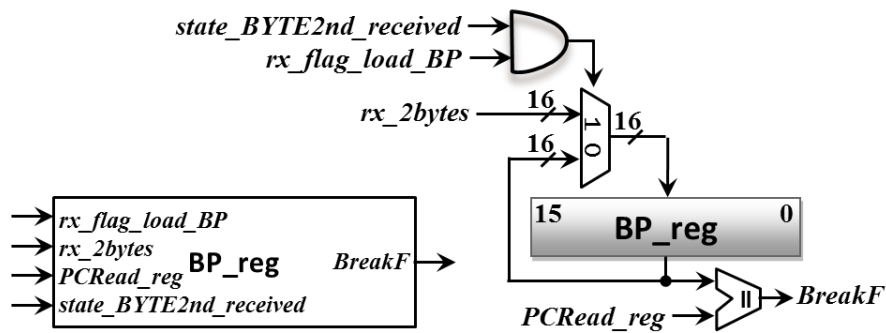 state_BYTE2nd_received
rx_flag_load_BP
rx_2bytes
16
16
1 0
16
15 BP_reg 0
PCRead_reg
=
BreakF
rx_flag_load_BP
rx_2bytes
PCRead_reg
state_BYTE2nd_received
BP_reg
BreakF